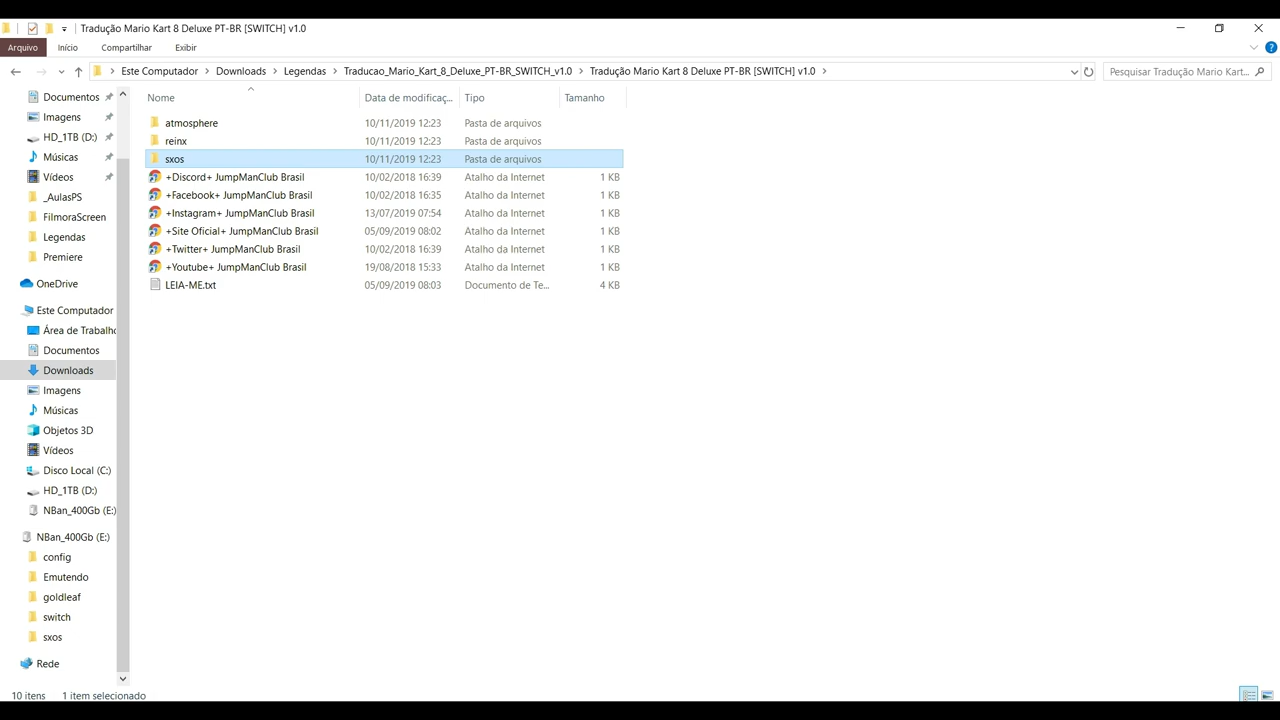 Tradução Mario Kart 8 Deluxe PT-BR [SWITCH] v1.0
Arquivo Início Compartilhar Exibir
Este Computador Downloads Legendas Traducao_Mario_Kart_8_Deluxe_PT-BR_SWITCH_v1.0 Tradução Mario Kart 8 Deluxe PT-BR [SWITCH] v1.0 Pesquisar Tradução Mario Kart...
Nome Data de modificaç... Tipo Tamanho
Documentos
Imagens
HD_1TB (D:)
Músicas
Vídeos
_AulasPS
FilmoraScreen
Legendas
Premiere
OneDrive
Este Computador
Área de Trabalho
Documentos
Downloads
Imagens
Músicas
Objetos 3D
Vídeos
Disco Local (C:)
HD_1TB (D:)
NBan_400Gb (E:)
NBan_400Gb (E:)
config
Emutendo
goldleaf
switch
sxos
Rede
atmosphere 10/11/2019 12:23 Pasta de arquivos
reinx 10/11/2019 12:23 Pasta de arquivos
sxos 10/11/2019 12:23 Pasta de arquivos
+Discord+ JumpManClub Brasil 10/02/2018 16:39 Atalho da Internet 1 KB
+Facebook+ JumpManClub Brasil 10/02/2018 16:35 Atalho da Internet 1 KB
+Instagram+ JumpManClub Brasil 13/07/2019 07:54 Atalho da Internet 1 KB
+Site Oficial+ JumpManClub Brasil 05/09/2019 08:02 Atalho da Internet 1 KB
+Twitter+ JumpManClub Brasil 10/02/2018 16:39 Atalho da Internet 1 KB
+Youtube+ JumpManClub Brasil 19/08/2018 15:33 Atalho da Internet 1 KB
LEIA-ME.txt 05/09/2019 08:03 Documento de Te... 4 KB
10 itens 1 item selecionado